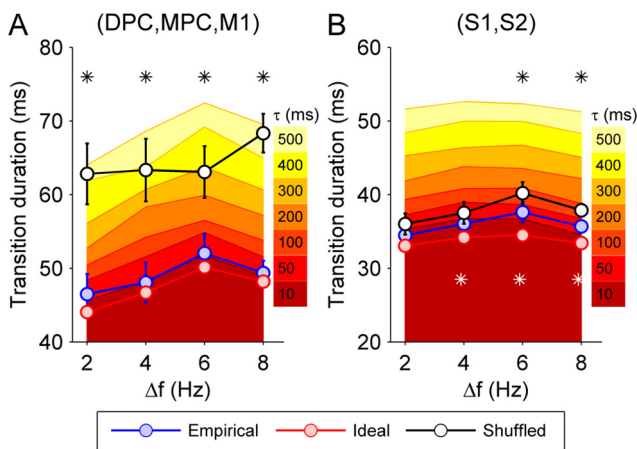 A
(DPC,MPC,M1)
Transition duration (ms)
80
70
60
50
40
2
4
6
8
Δf (Hz)
* * * *
τ (ms)
500
400
300
200
100
50
10
B
(S1,S2)
Transition duration (ms)
60
50
40
30
20
2
4
6
8
Δf (Hz)
* *
* * *
τ (ms)
500
400
300
200
100
50
10
Empirical Ideal Shuffled